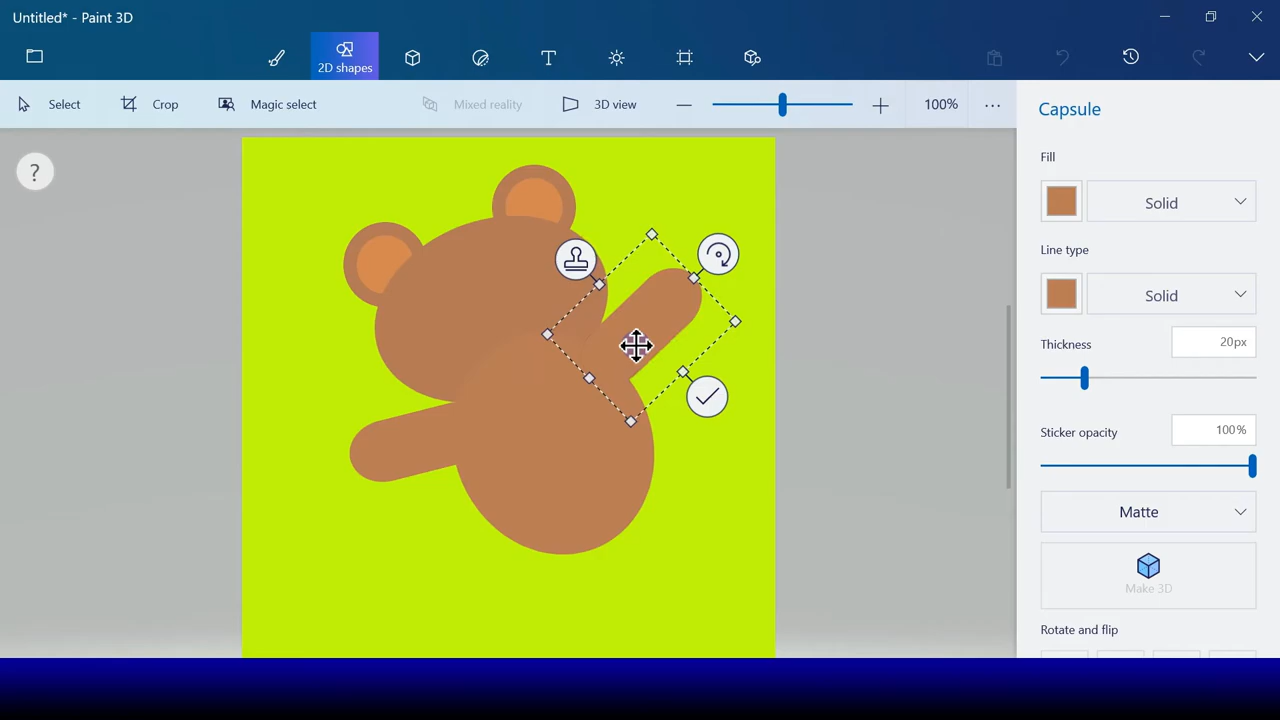 Untitled* - Paint 3D
2D shapes
Select
Crop
Magic select
Mixed reality
3D view
100%
Capsule
?
Fill
Solid
Line type
Solid
Thickness
20px
Sticker opacity
100%
Matte
Make 3D
Rotate and flip